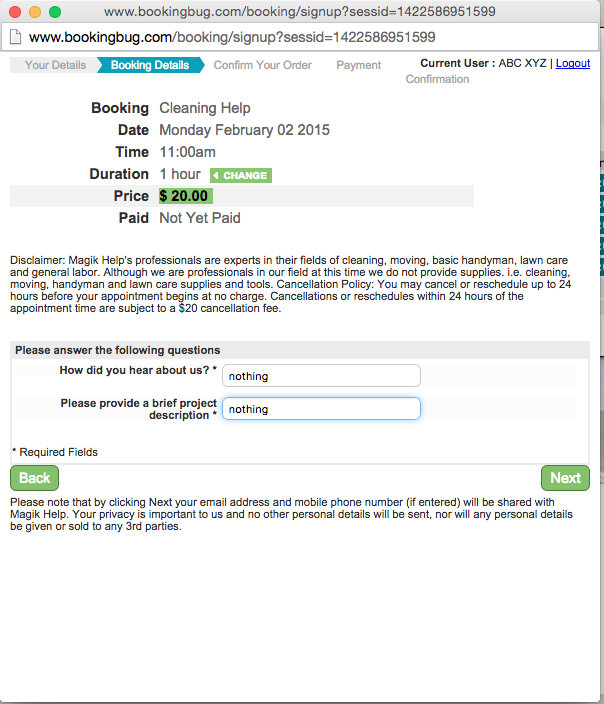 www.bookingbug.com/booking/signup?sessid=1422586951599
www.bookingbug.com/booking/signup?sessid=1422586951599
Your Details Booking Details Confirm Your Order Payment Confirmation
Current User : ABC XYZ | Logout
Booking Cleaning Help
Date Monday February 02 2015
Time 11:00am
Duration 1 hour CHANGE
Price $ 20.00
Paid Not Yet Paid
Disclaimer: Magik Help's professionals are experts in their fields of cleaning, moving, basic handyman, lawn care
and general labor. Although we are professionals in our field at this time we do not provide supplies. i.e. cleaning,
moving, handyman and lawn care supplies and tools. Cancellation Policy: You may cancel or reschedule up to 24
hours before your appointment begins at no charge. Cancellations or reschedules within 24 hours of the
appointment time are subject to a $20 cancellation fee.
Please answer the following questions
How did you hear about us? * nothing
Please provide a brief project
description * nothing
* Required Fields
Back Next
Please note that by clicking Next your email address and mobile phone number (if entered) will be shared with
Magik Help. Your privacy is important to us and no other personal details will be sent, nor will any personal details
be given or sold to any 3rd parties.